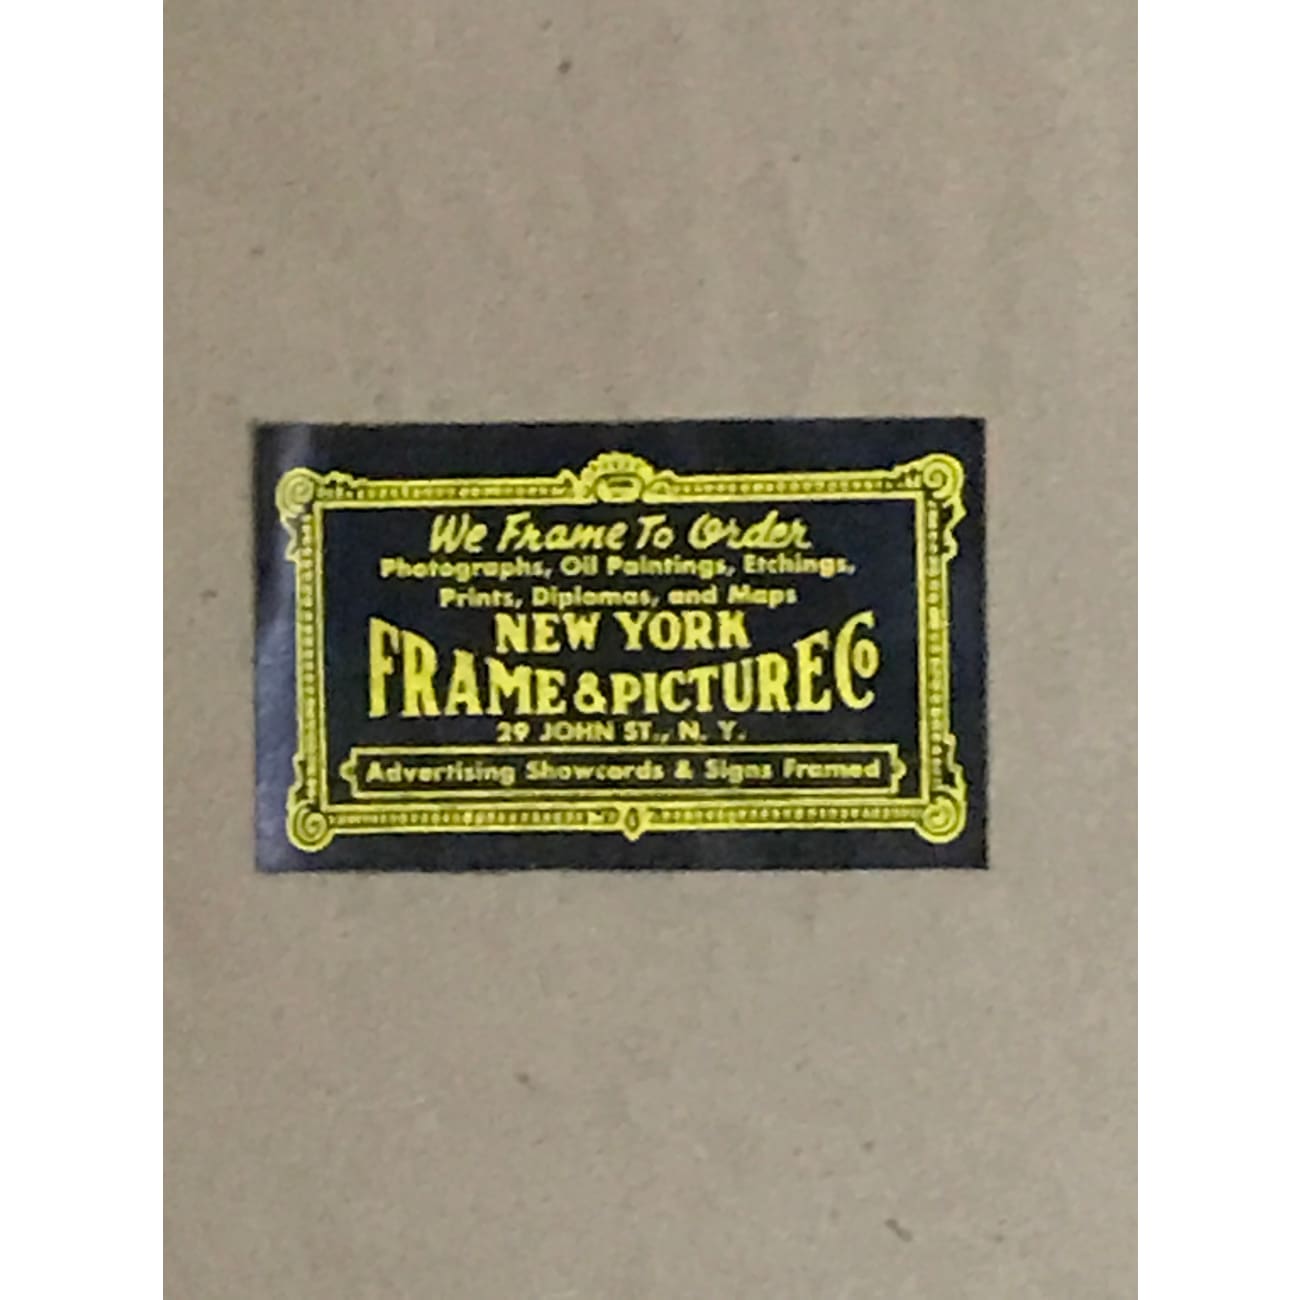 We Frame To Order
Photographs, Oil Paintings, Etchings,
Prints, Diplomas, and Maps
NEW YORK
FRAME & PICTURE Co
29 JOHN ST., N. Y.
Advertising Showcards & Signs Framed